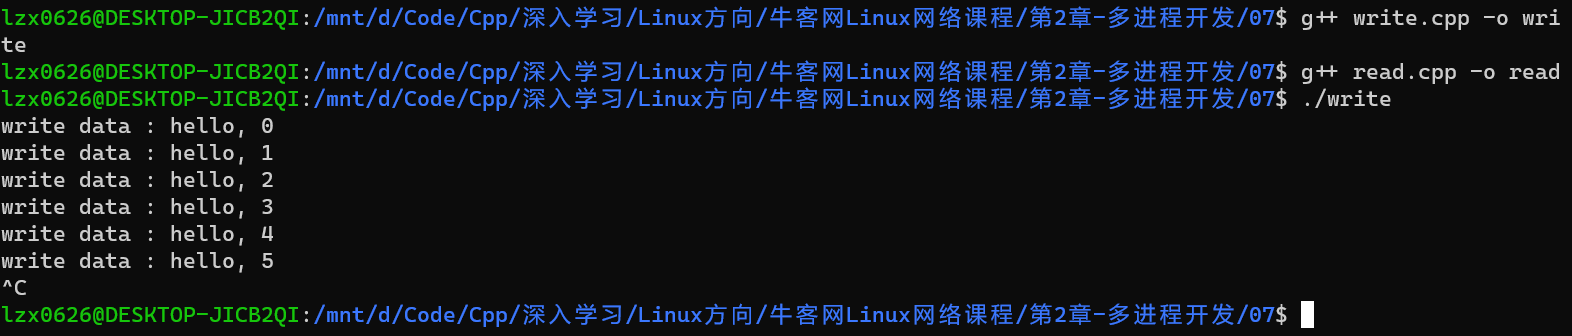 lzx0626@DESKTOP-JICB2QI:/mnt/d/Code/Cpp/深入学习/Linux方向/牛客网Linux网络课程/第2章-多进程开发/07$ g++ write.cpp -o wri
te
lzx0626@DESKTOP-JICB2QI:/mnt/d/Code/Cpp/深入学习/Linux方向/牛客网Linux网络课程/第2章-多进程开发/07$ g++ read.cpp -o read
lzx0626@DESKTOP-JICB2QI:/mnt/d/Code/Cpp/深入学习/Linux方向/牛客网Linux网络课程/第2章-多进程开发/07$ ./write
write data : hello, 0
write data : hello, 1
write data : hello, 2
write data : hello, 3
write data : hello, 4
write data : hello, 5
^C
lzx0626@DESKTOP-JICB2QI:/mnt/d/Code/Cpp/深入学习/Linux方向/牛客网Linux网络课程/第2章-多进程开发/07$